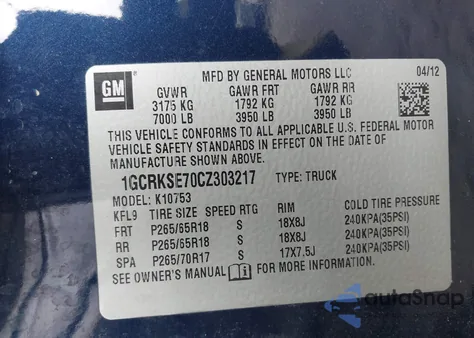 GM
MFD BY GENERAL MOTORS LLC 04/12
GVWR GAWR FRT GAWR RR
3175 KG 1792 KG 1792 KG
7000 LB 3950 LB 3950 LB
THIS VEHICLE CONFORMS TO ALL APPLICABLE U.S. FEDERAL MOTOR
VEHICLE SAFETY STANDARDS IN EFFECT ON THE DATE OF
MANUFACTURE SHOWN ABOVE.
1GCRKSE70CZ303217 TYPE: TRUCK
MODEL: K10753
KFL9 TIRE SIZE SPEED RTG RIM COLD TIRE PRESSURE
FRT P265/65R18 S 18X8J 240KPA(35PSI)
RR P265/65R18 S 18X8J 240KPA(35PSI)
SPA P265/70R17 S 17X7.5J 240KPA(35PSI)
SEE OWNER'S MANUAL i FOR MORE INFORMATION.
autoSnap